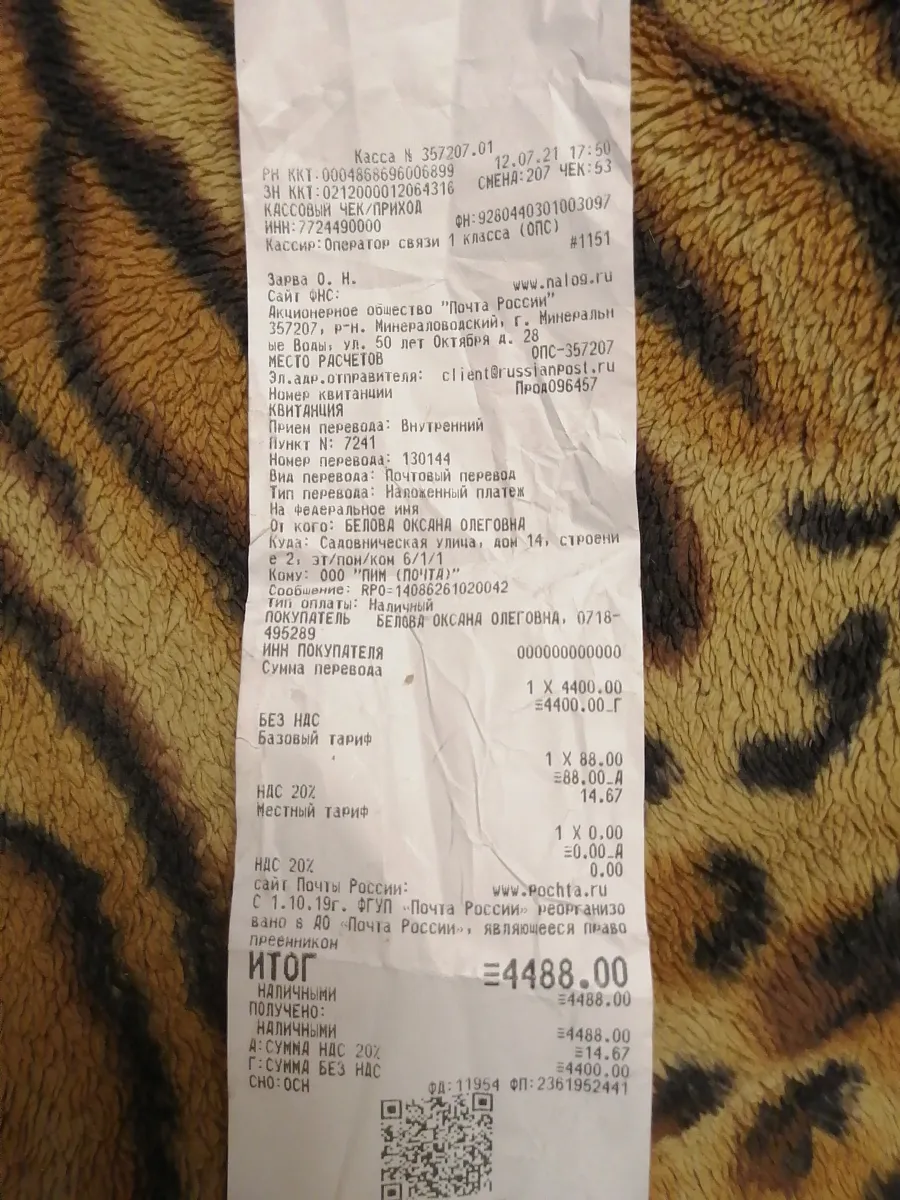 Касса № 357207.01
12.07.21 17:50
РН ККТ:0004868696006899
СМЕНА:207 ЧЕК:53
ЗН ККТ:0212000012064316
КАССОВЫЙ ЧЕК/ПРИХОД
ФН:9280440301003097
ИНН:7724490000
Кассир:Оператор связи 1 класса (ОПС)
#1151
Зарва О. Н.
www.nalog.ru
Сайт ФНС:
Акционерное общество "Почта России"
357207, р-н. Минераловодский, г. Минеральн
ые Воды, ул. 50 лет Октября д. 28
МЕСТО РАСЧЕТОВ ОПС-357207
Эл.адр.отправителя: client@russianpost.ru
Номер квитанции Прод096457
КВИТАНЦИЯ
Прием перевода: Внутренний
Пункт N: 7241
Номер перевода: 130144
Вид перевода: Почтовый перевод
Тип перевода: Наложенный платеж
На федеральное имя
От кого: БЕЛОВА ОКСАНА ОЛЕГОВНА
Куда: Садовническая улица, дом 14, строени
е 2, эт/пом/ком 6/1/1
Кому: ООО "ПИМ (ПОЧТА)"
Сообщение: RPO=14086261020042
Тип оплаты: Наличный
ПОКУПАТЕЛЬ БЕЛОВА ОКСАНА ОЛЕГОВНА, 0718-
495289
ИНН ПОКУПАТЕЛЯ 000000000000
Сумма перевода
1 X 4400.00
≡4400.00_Г
БЕЗ НДС
Базовый тариф
1 X 88.00
≡88.00_А
НДС 20% 14.67
Местный тариф
1 X 0.00
≡0.00_А
НДС 20% 0.00
сайт Почты России: www.pochta.ru
С 1.10.19г. ФГУП «Почта России» реорганизо
вано в АО «Почта России», являющееся право
преемником
ИТОГ ≡4488.00
НАЛИЧНЫМИ ≡4488.00
ПОЛУЧЕНО:
НАЛИЧНЫМИ ≡4488.00
А:СУММА НДС 20% ≡14.67
Г:СУММА БЕЗ НДС ≡4400.00
СНО:ОСН ФД:11954 ФП:2361952441